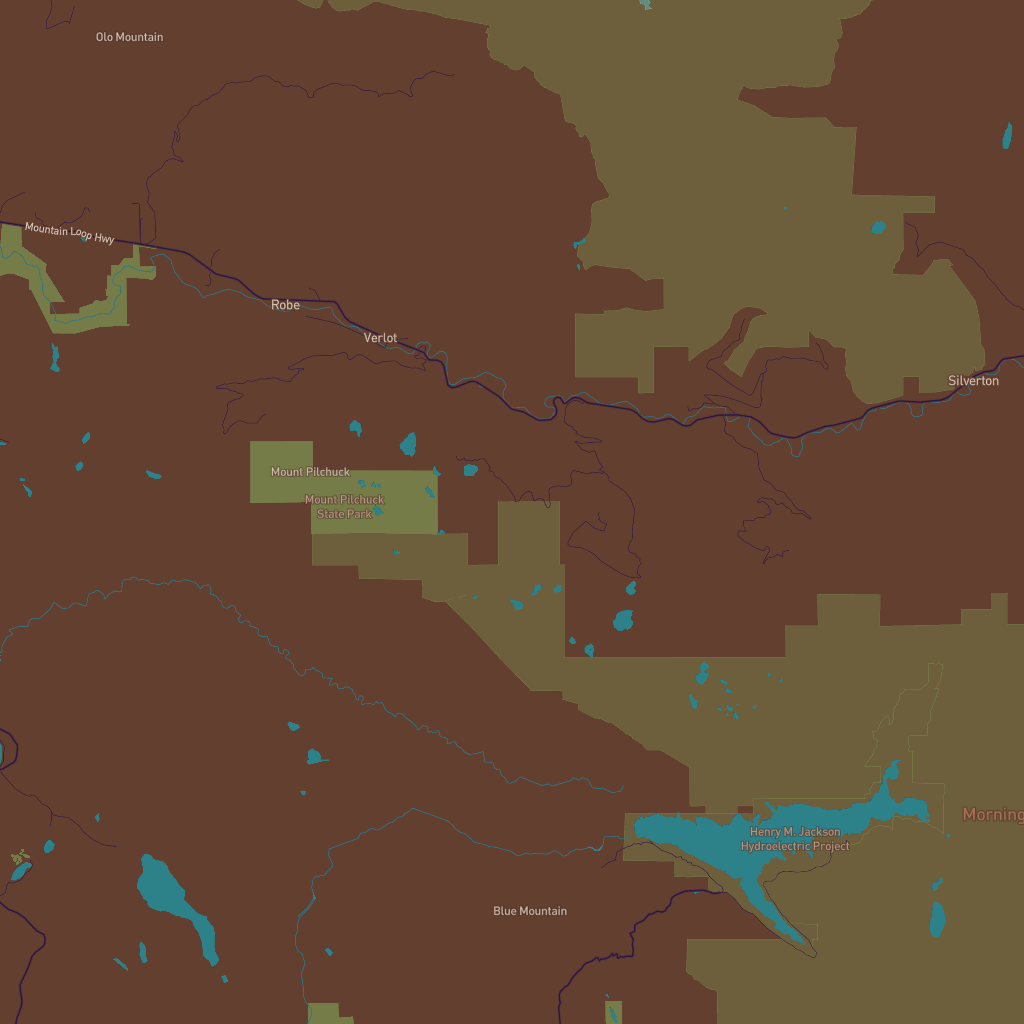 Olo Mountain
Mountain Loop Hwy
Robe
Verlot
Silverton
Mount Pilchuck
Mount Pilchuck
State Park
Morning
Henry M. Jackson
Hydroelectric Project
Blue Mountain